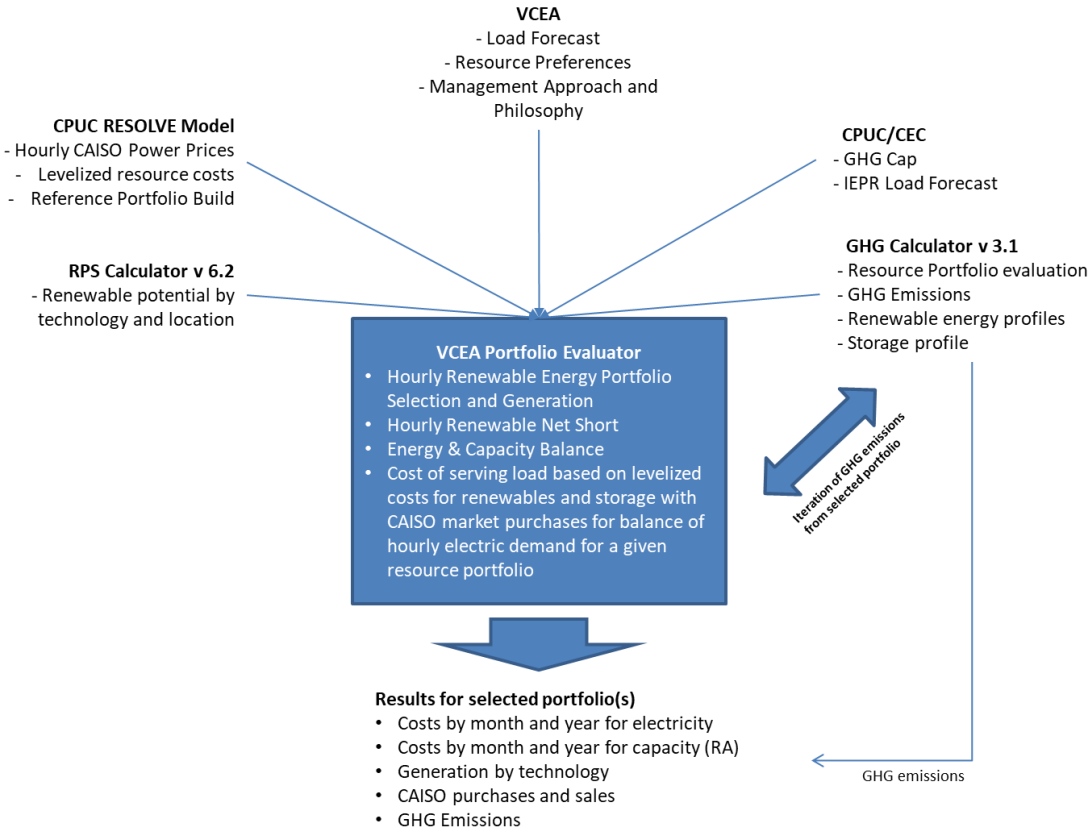 VCEA
- Load Forecast
- Resource Preferences
- Management Approach and
Philosophy
CPUC RESOLVE Model
- Hourly CAISO Power Prices
- Levelized resource costs
- Reference Portfolio Build
CPUC/CEC
- GHG Cap
- IEPR Load Forecast
RPS Calculator v 6.2
- Renewable potential by
technology and location
GHG Calculator v 3.1
- Resource Portfolio evaluation
- GHG Emissions
- Renewable energy profiles
- Storage profile
VCEA Portfolio Evaluator
• Hourly Renewable Energy Portfolio
Selection and Generation
• Hourly Renewable Net Short
• Energy & Capacity Balance
• Cost of serving load based on levelized
costs for renewables and storage with
CAISO market purchases for balance of
hourly electric demand for a given
resource portfolio
Iteration of GHG emissions
from selected portfolio
Results for selected portfolio(s)
• Costs by month and year for electricity
• Costs by month and year for capacity (RA)
• Generation by technology
• CAISO purchases and sales
• GHG Emissions
GHG emissions